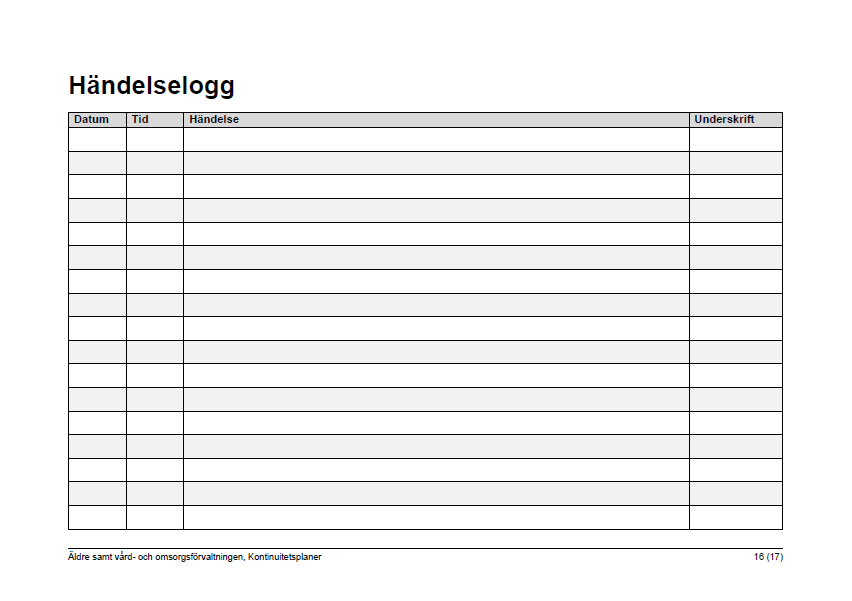 Händelselogg
Datum Tid Händelse Underskrift
Äldre samt vård- och omsorgsförvaltningen, Kontinuitetsplaner 16 (17)